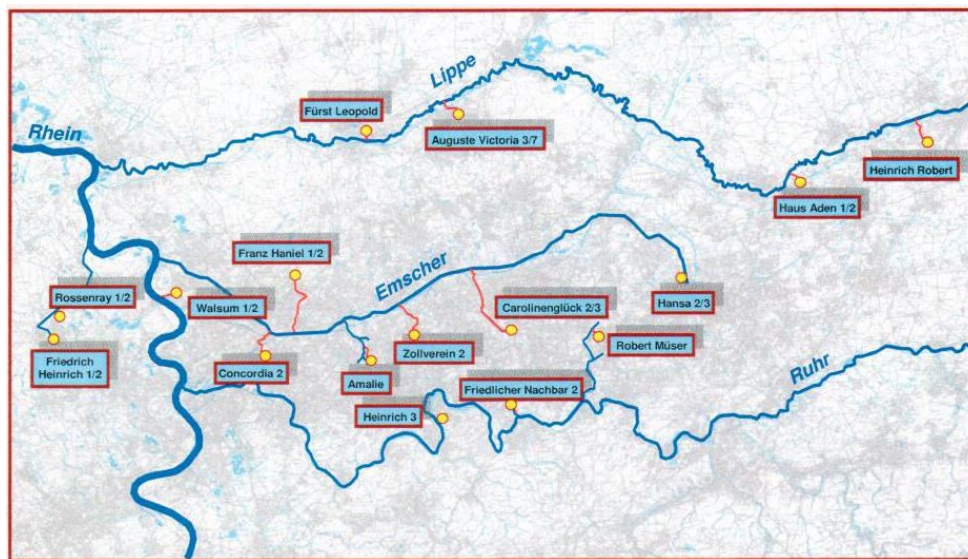 Lippe
Fürst Leopold
Auguste Victoria 3/7
Rhein
Heinrich Robert
Haus Aden 1/2
Franz Haniel 1/2
Emscher
Rossenray 1/2
Walsum 1/2
Carolinenglück 2/3
Hansa 2/3
Zollverein 2
Robert Müser
Friedrich
Heinrich 1/2
Concordia 2
Amalie
Friedlicher Nachbar 2
Ruhr
Heinrich 3